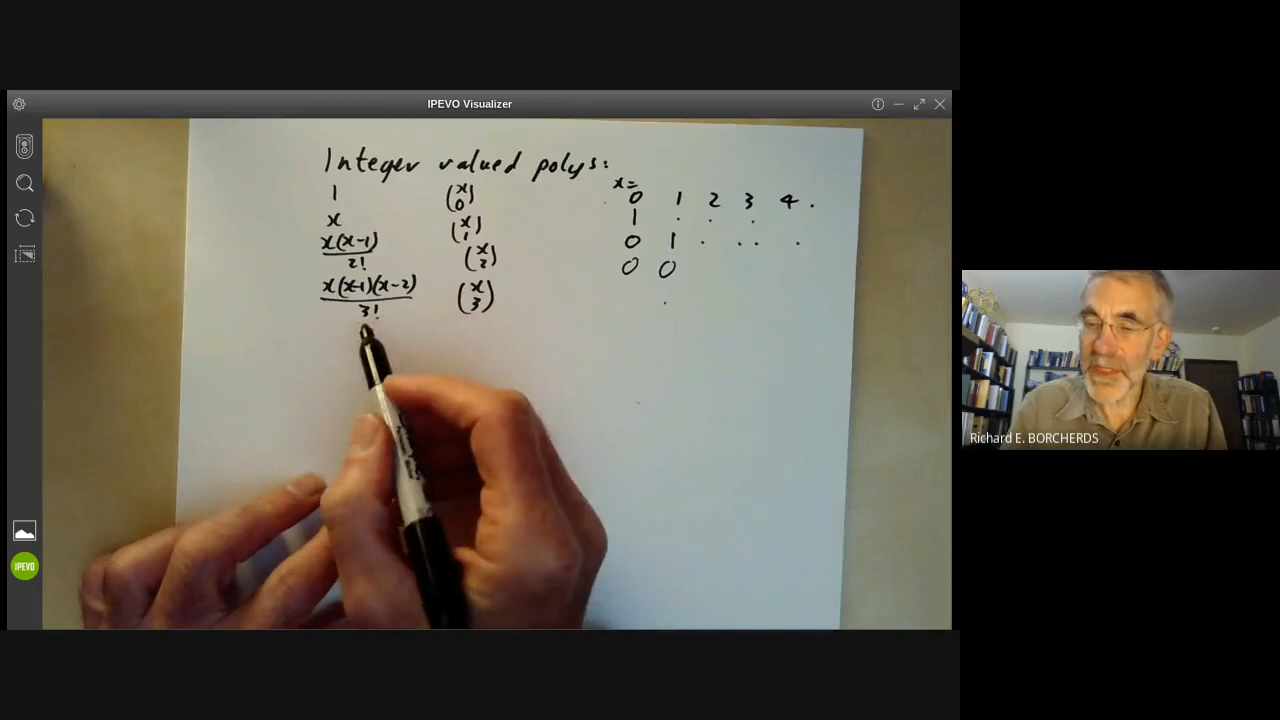 IPEVO Visualizer
Integer valued polys:
1 (x 0)
x (x 1)
x(x-1)/2! (x 2)
x(x-1)(x-2)/3! (x 3)
x=
0 1 2 3 4 .
1 . . .
0 1 . . . .
0 0
.
IPEVO
Richard E. BORCHERDS